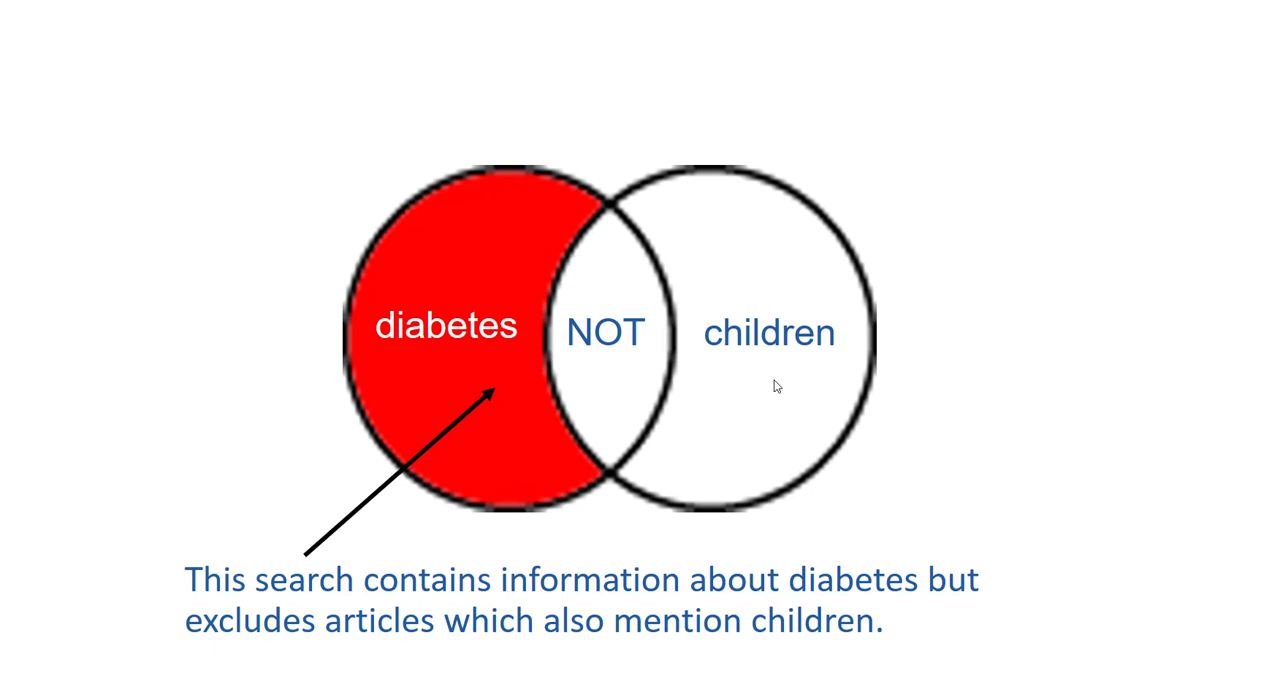 diabetes NOT children
This search contains information about diabetes but
excludes articles which also mention children.